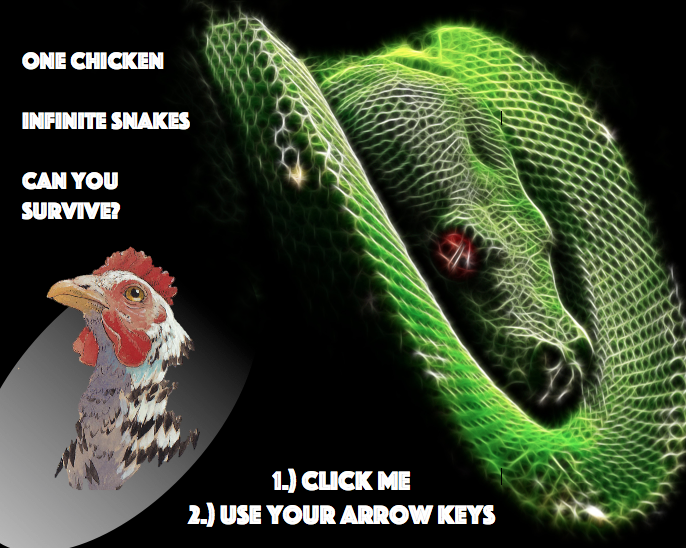 ONE CHICKEN
INFINITE SNAKES
CAN YOU
SURVIVE?
1.) CLICK ME
2.) USE YOUR ARROW KEYS